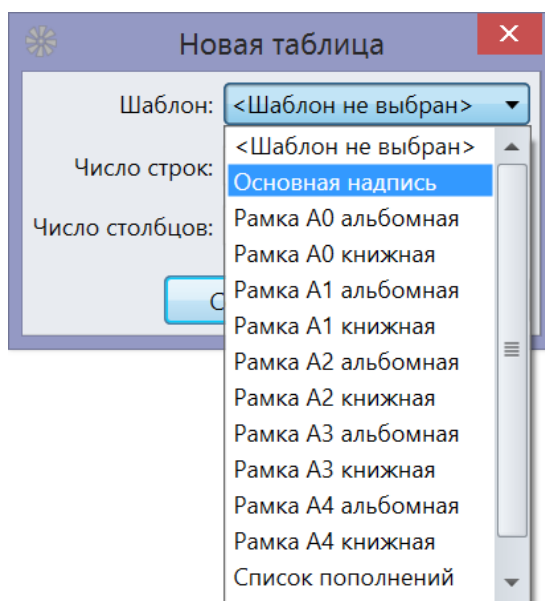 Новая таблица
Шаблон: <Шаблон не выбран>
<Шаблон не выбран>
Число строк:
Основная надпись
Рамка А0 альбомная
Число столбцов:
Рамка А0 книжная
Рамка А1 альбомная
Рамка А1 книжная
Рамка А2 альбомная
Рамка А2 книжная
Рамка А3 альбомная
Рамка А3 книжная
Рамка А4 альбомная
Рамка А4 книжная
Список пополнений